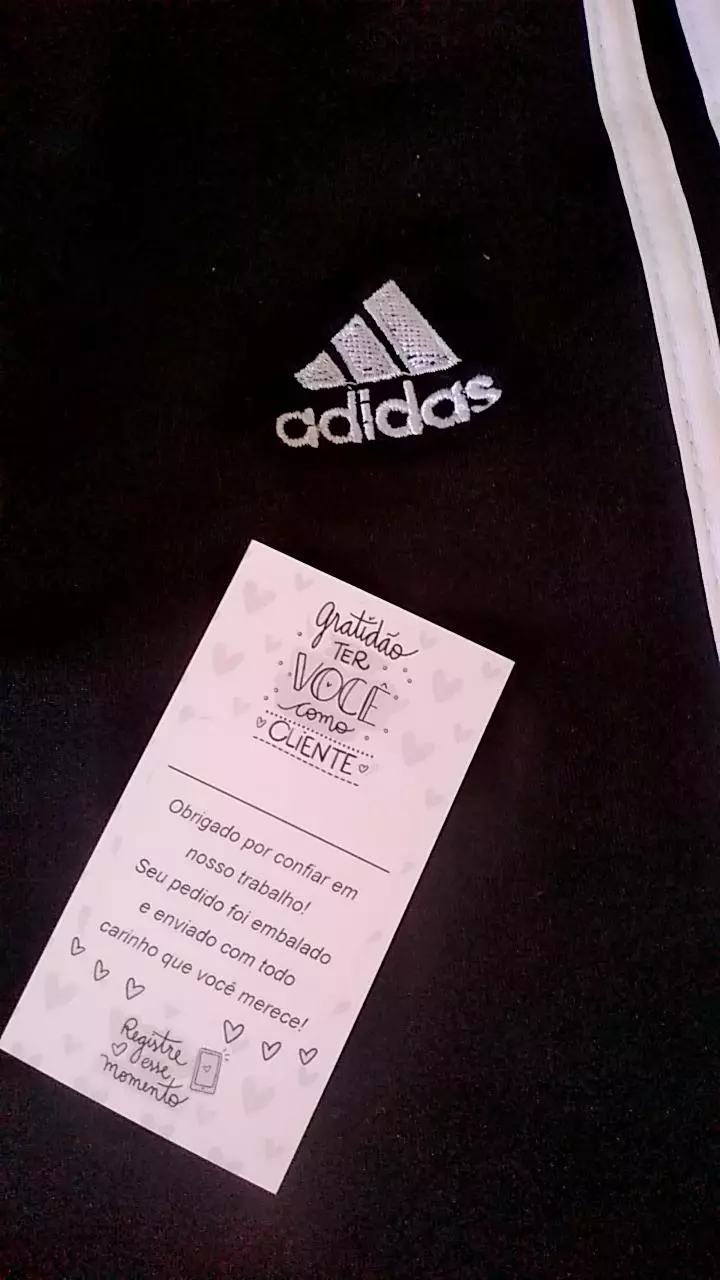 adidas
gratidão
TER
VOCÊ
como
CLIENTE
Obrigado por confiar em
nosso trabalho!
Seu pedido foi embalado
e enviado com todo
carinho que você merece!
Registre
esse
momento